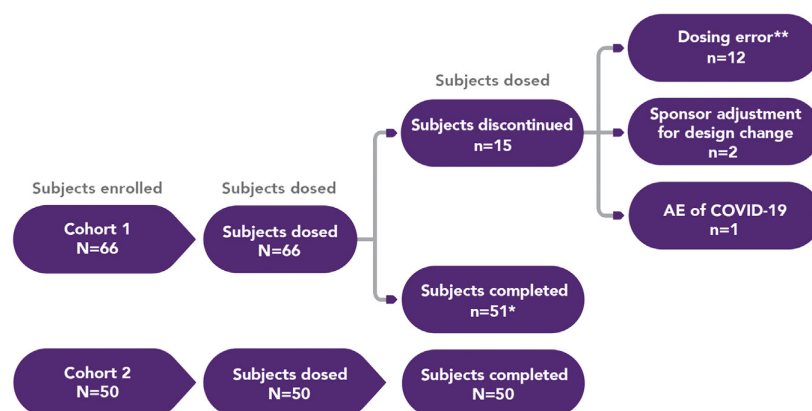 Dosing error**
n=12
Subjects dosed
Subjects discontinued
n=15
Sponsor adjustment
for design change
n=2
Subjects enrolled
Subjects dosed
Cohort 1
N=66
Subjects dosed
N=66
AE of COVID-19
n=1
Subjects completed
n=51*
Cohort 2
N=50
Subjects dosed
N=50
Subjects completed
N=50